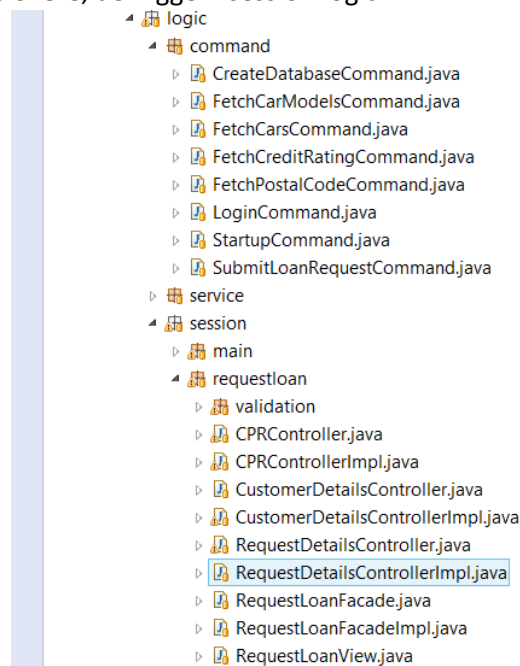 logic
command
CreateDatabaseCommand.java
FetchCarModelsCommand.java
FetchCarsCommand.java
FetchCreditRatingCommand.java
FetchPostalCodeCommand.java
LoginCommand.java
StartupCommand.java
SubmitLoanRequestCommand.java
service
session
main
requestloan
validation
CPRController.java
CPRControllerImpl.java
CustomerDetailsController.java
CustomerDetailsControllerImpl.java
RequestDetailsController.java
RequestDetailsControllerImpl.java
RequestLoanFacade.java
RequestLoanFacadeImpl.java
RequestLoanView.java